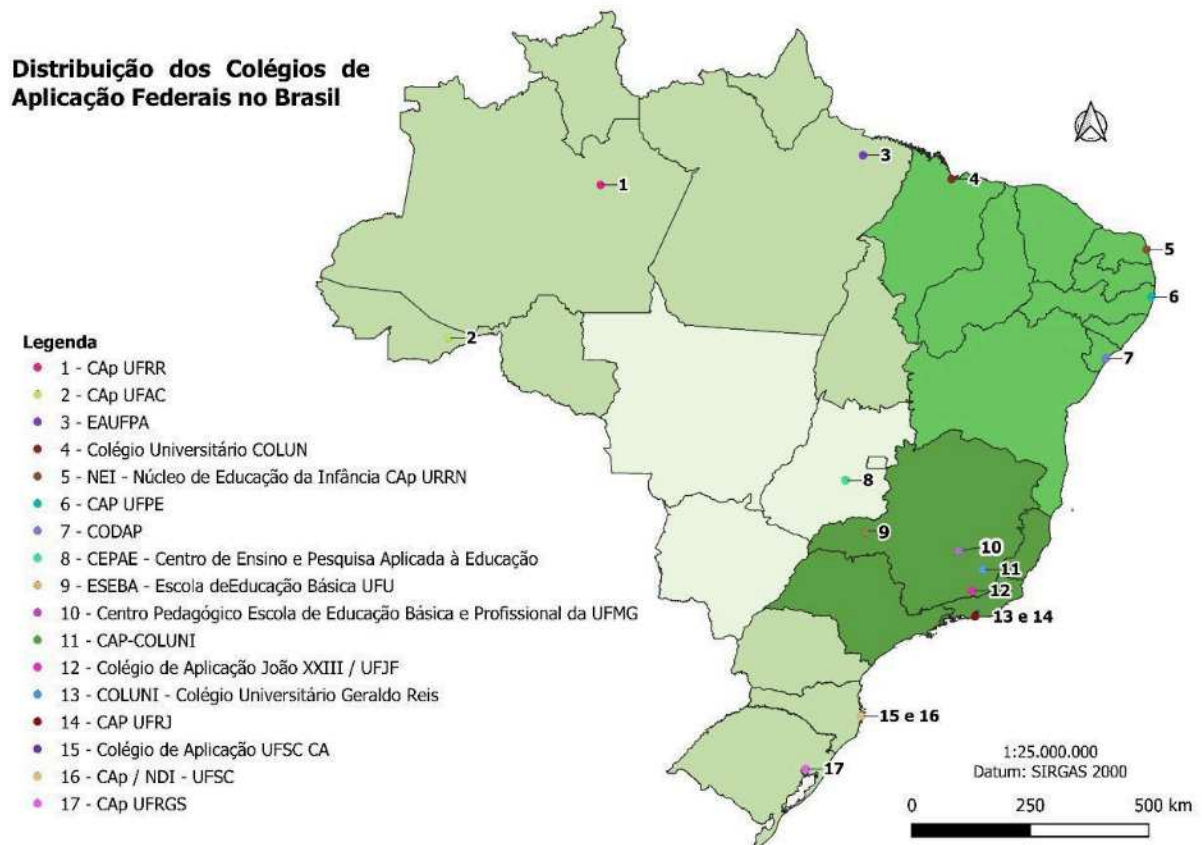 Distribuição dos Colégios de
Aplicação Federais no Brasil
1
2
3
4
5
6
7
8
9
10
11
12
13 e 14
15 e 16
17
Legenda
1 - CAp UFRR
2 - CAp UFAC
3 - EAUFPA
4 - Colégio Universitário COLUN
5 - NEI - Núcleo de Educação da Infância CAp URRN
6 - CAP UFPE
7 - CODAP
8 - CEPAE - Centro de Ensino e Pesquisa Aplicada à Educação
9 - ESEBA - Escola deEducação Básica UFU
10 - Centro Pedagógico Escola de Educação Básica e Profissional da UFMG
11 - CAP-COLUNI
12 - Colégio de Aplicação João XXIII / UFJF
13 - COLUNI - Colégio Universitário Geraldo Reis
14 - CAP UFRJ
15 - Colégio de Aplicação UFSC CA
16 - CAp / NDI - UFSC
17 - CAp UFRGS
1:25.000.000
Datum: SIRGAS 2000
0 250 500 km